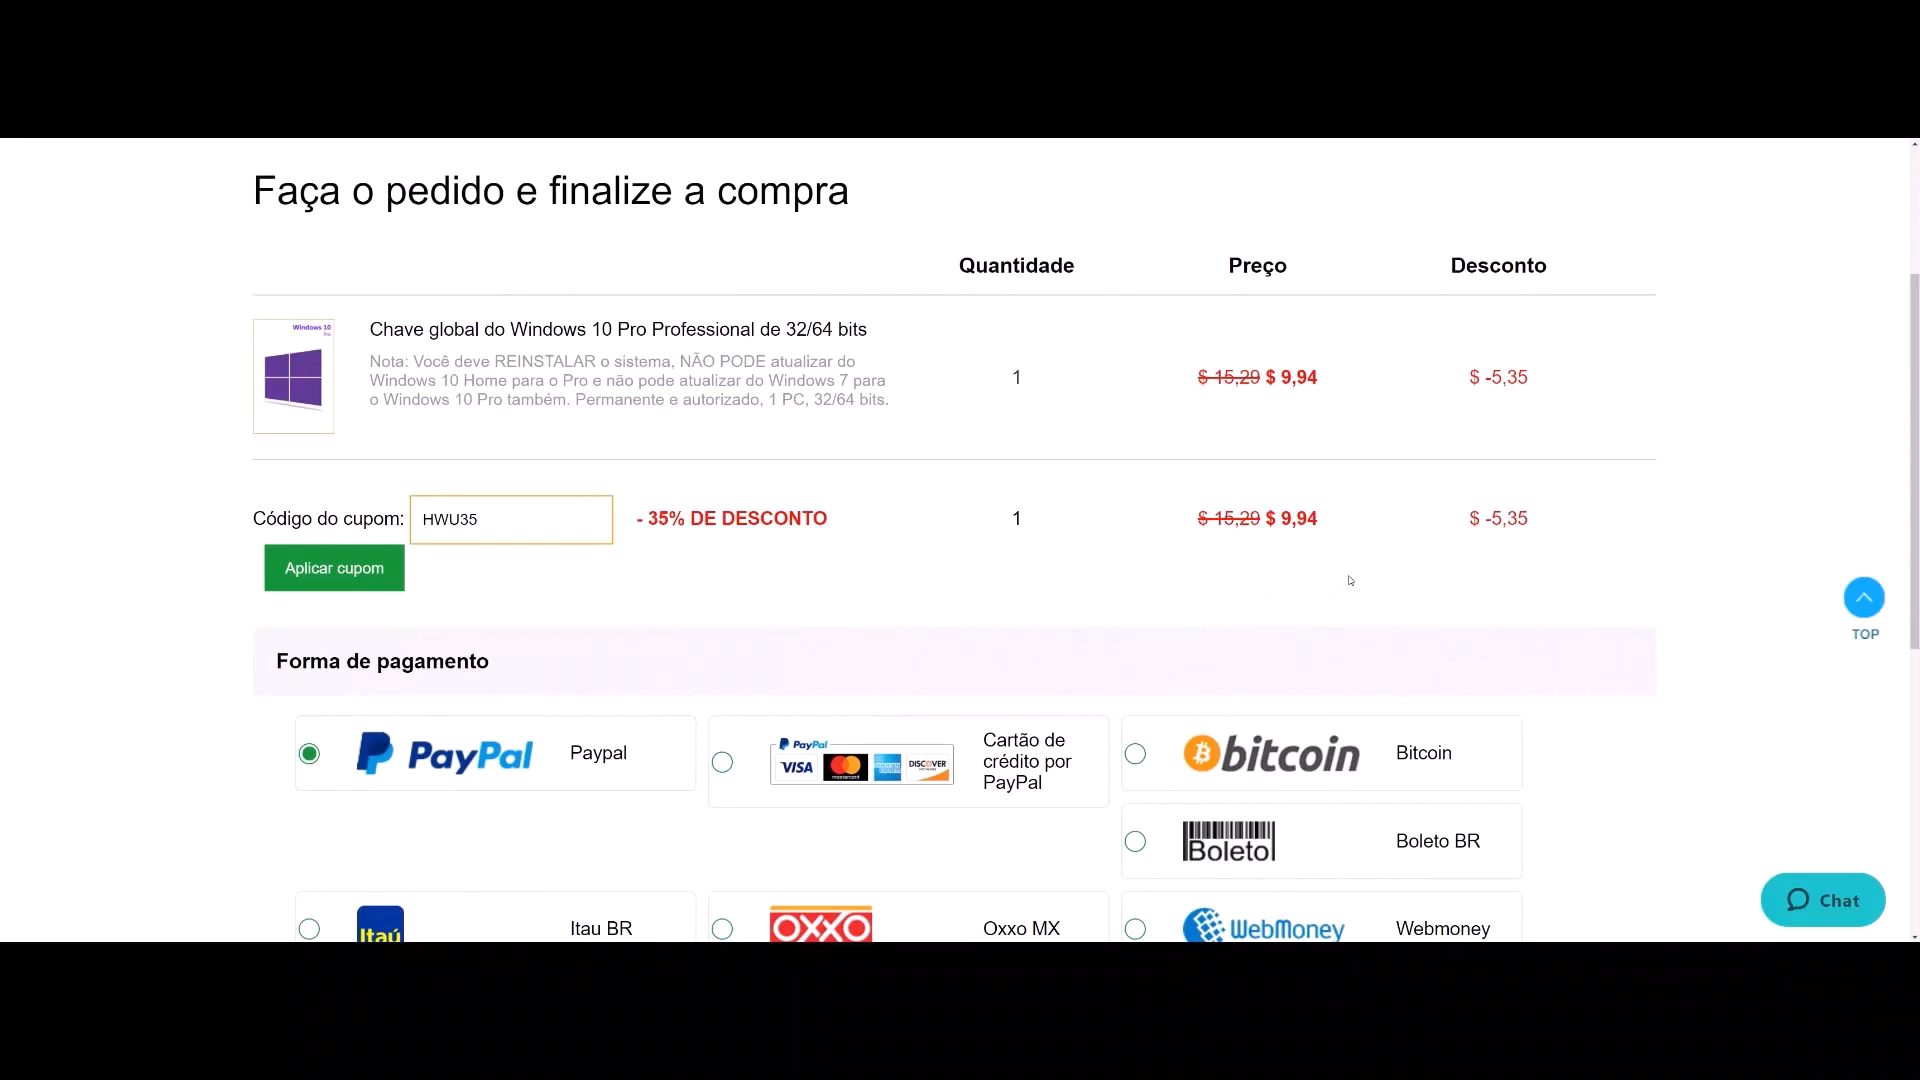 Faça o pedido e finalize a compra
Quantidade Preço Desconto
Windows 10
Pro
Chave global do Windows 10 Pro Professional de 32/64 bits
Nota: Você deve REINSTALAR o sistema, NÃO PODE atualizar do
Windows 10 Home para o Pro e não pode atualizar do Windows 7 para
o Windows 10 Pro também. Permanente e autorizado, 1 PC, 32/64 bits.
1 $ 15,29 $ 9,94 $ -5,35
Código do cupom: HWU35 - 35% DE DESCONTO 1 $ 15,29 $ 9,94 $ -5,35
Aplicar cupom
TOP
Forma de pagamento
PayPal Paypal
PayPal
VISA mastercard AMERICAN EXPRESS DISCOVER
Cartão de
crédito por
PayPal
bitcoin Bitcoin
Boleto Boleto BR
Chat
Itaú Itau BR
OXXO Oxxo MX
WebMoney Webmoney